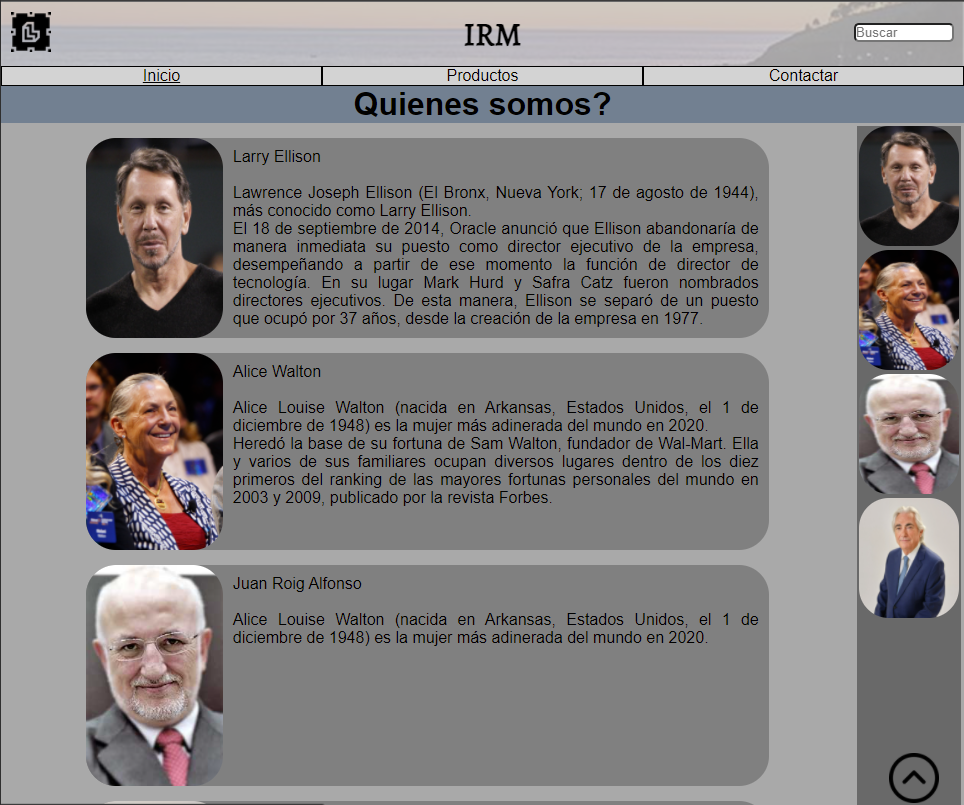 IRM
Buscar
Inicio
Productos
Contactar
Quienes somos?
Larry Ellison
Lawrence Joseph Ellison (El Bronx, Nueva York; 17 de agosto de 1944),
más conocido como Larry Ellison.
El 18 de septiembre de 2014, Oracle anunció que Ellison abandonaría de
manera inmediata su puesto como director ejecutivo de la empresa,
desempeñando a partir de ese momento la función de director de
tecnología. En su lugar Mark Hurd y Safra Catz fueron nombrados
directores ejecutivos. De esta manera, Ellison se separó de un puesto
que ocupó por 37 años, desde la creación de la empresa en 1977.
Alice Walton
Alice Louise Walton (nacida en Arkansas, Estados Unidos, el 1 de
diciembre de 1948) es la mujer más adinerada del mundo en 2020.
Heredó la base de su fortuna de Sam Walton, fundador de Wal-Mart. Ella
y varios de sus familiares ocupan diversos lugares dentro de los diez
primeros del ranking de las mayores fortunas personales del mundo en
2003 y 2009, publicado por la revista Forbes.
Juan Roig Alfonso
Alice Louise Walton (nacida en Arkansas, Estados Unidos, el 1 de
diciembre de 1948) es la mujer más adinerada del mundo en 2020.